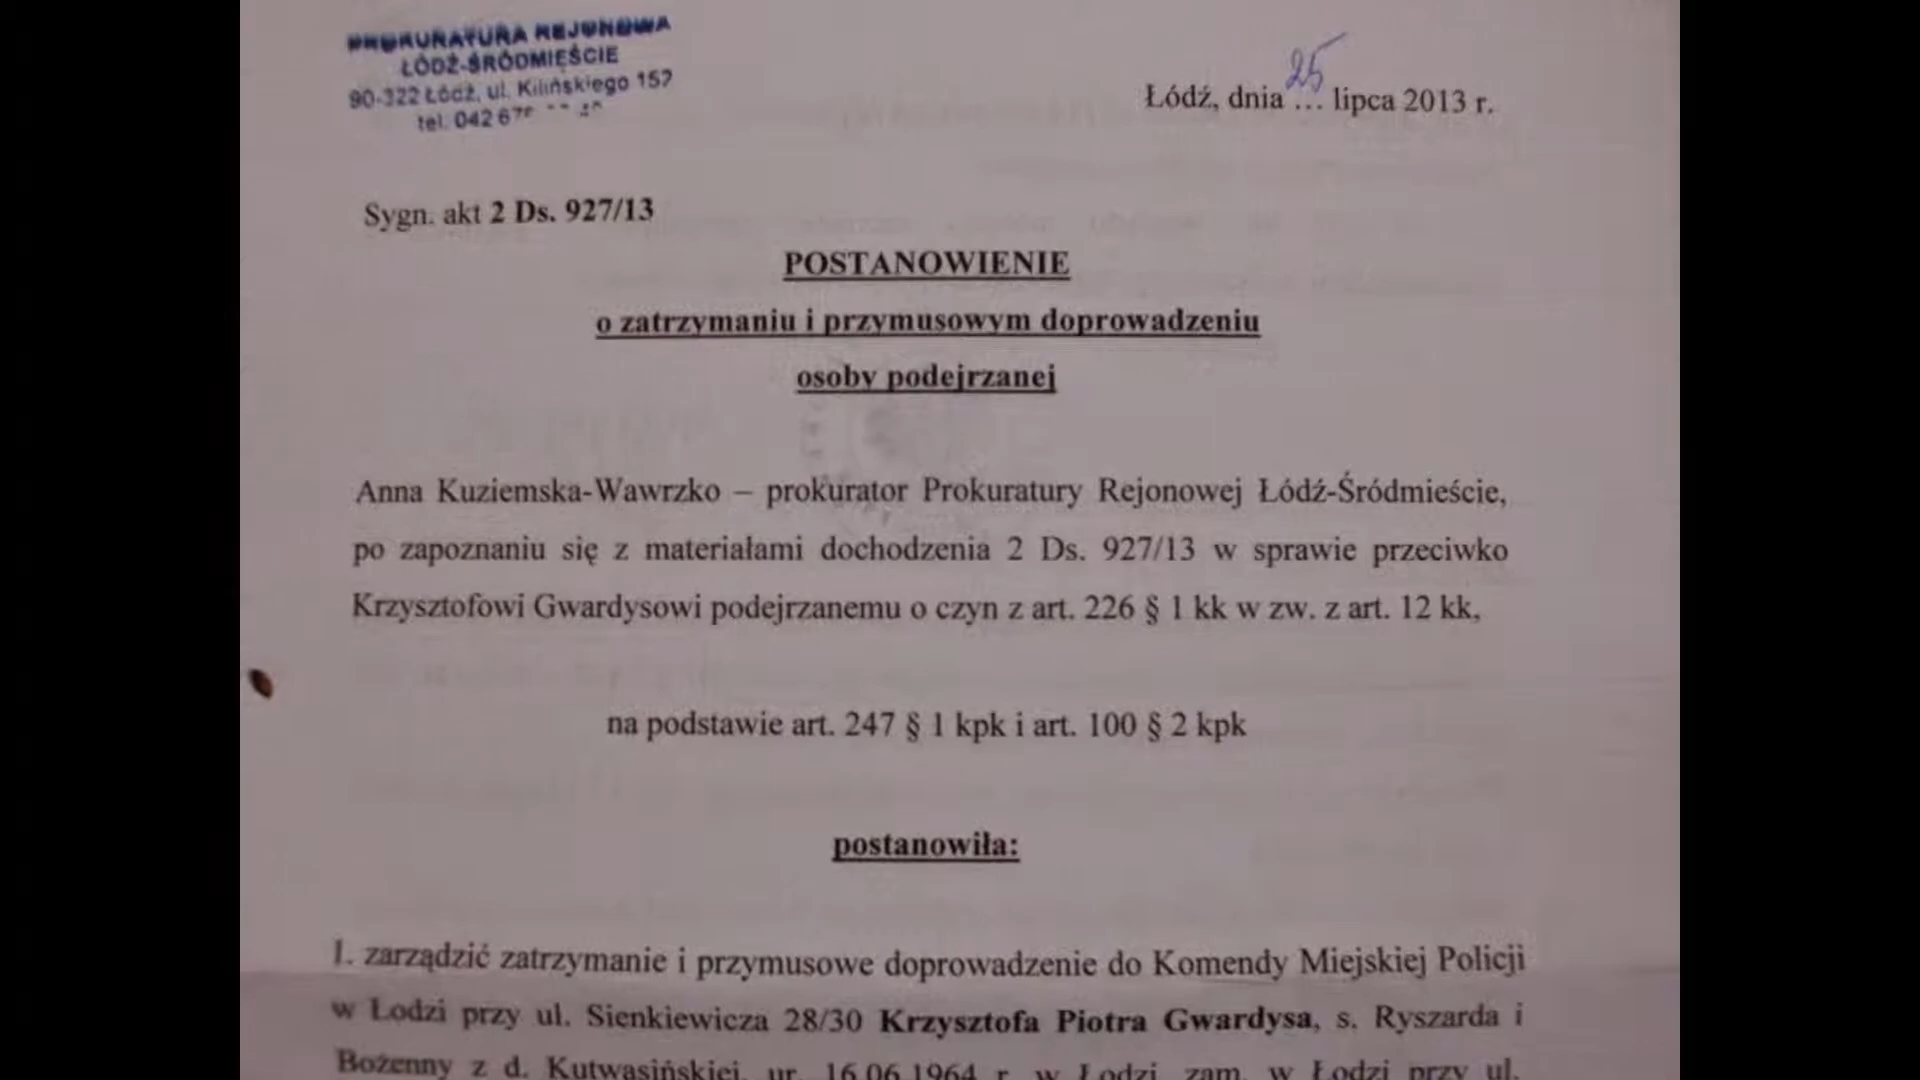 PROKURATURA REJONOWA
ŁÓDŹ-ŚRÓDMIEŚCIE
90-322 Łódź, ul. Kilińskiego 152
tel. 042 67
Łódź, dnia 25 ... lipca 2013 r.
Sygn. akt 2 Ds. 927/13
POSTANOWIENIE
o zatrzymaniu i przymusowym doprowadzeniu
osoby podejrzanej
Anna Kuziemska-Wawrzko – prokurator Prokuratury Rejonowej Łódź-Śródmieście,
po zapoznaniu się z materiałami dochodzenia 2 Ds. 927/13 w sprawie przeciwko
Krzysztofowi Gwardysowi podejrzanemu o czyn z art. 226 § 1 kk w zw. z art. 12 kk,
na podstawie art. 247 § 1 kpk i art. 100 § 2 kpk
postanowiła:
1. zarządzić zatrzymanie i przymusowe doprowadzenie do Komendy Miejskiej Policji
w Łodzi przy ul. Sienkiewicza 28/30 Krzysztofa Piotra Gwardysa, s. Ryszarda i
Bożenny z d. Kutwasińskiej, ur. 16.06.1964 r. w Łodzi, zam. w Łodzi przy ul.